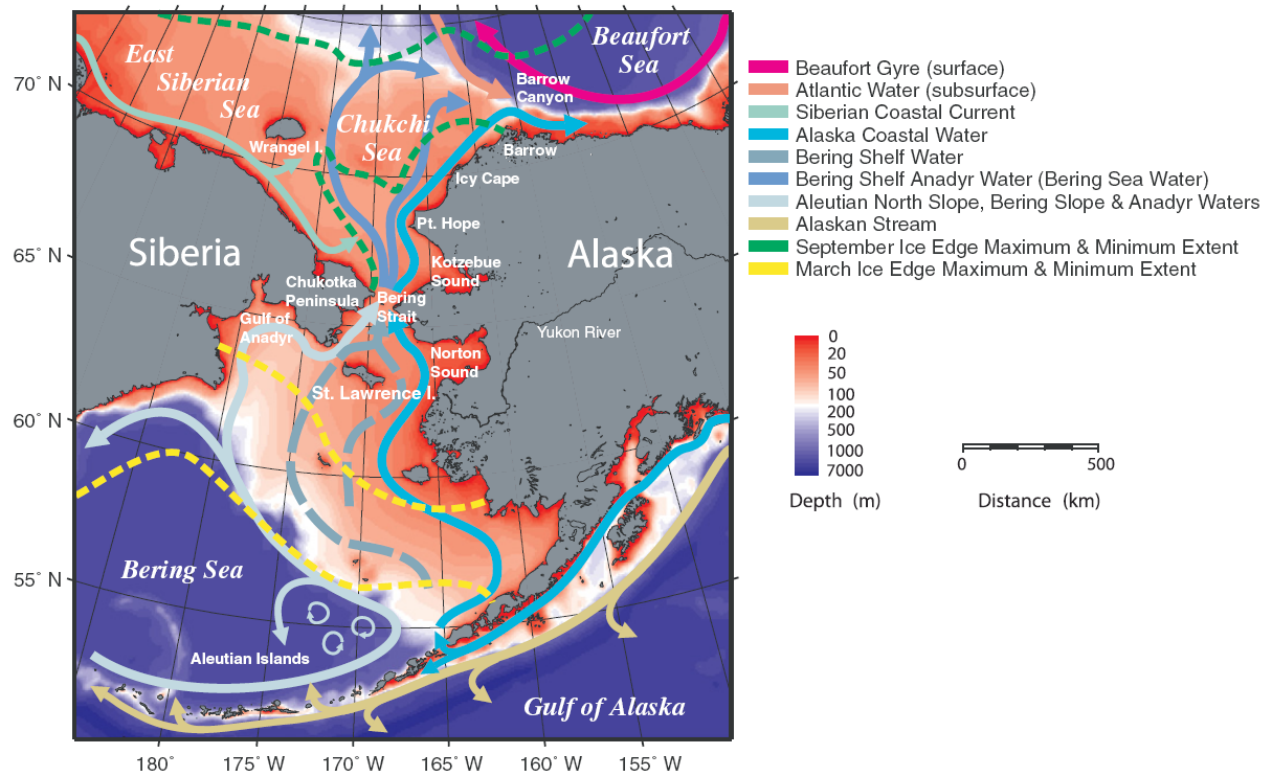 Beaufort
Sea
East
Siberian
Sea
Barrow
Canyon
Chukchi
Sea
Wrangel I.
Barrow
Icy Cape
Pt. Hope
Siberia
Alaska
Kotzebue
Sound
Chukotka
Peninsula
Bering
Strait
Gulf of
Anadyr
Yukon River
Norton
Sound
St. Lawrence I.
Bering Sea
Aleutian Islands
Gulf of Alaska
70° N
65° N
60° N
55° N
180°
175° W
170° W
165° W
160° W
155° W
Beaufort Gyre (surface)
Atlantic Water (subsurface)
Siberian Coastal Current
Alaska Coastal Water
Bering Shelf Water
Bering Shelf Anadyr Water (Bering Sea Water)
Aleutian North Slope, Bering Slope & Anadyr Waters
Alaskan Stream
September Ice Edge Maximum & Minimum Extent
March Ice Edge Maximum & Minimum Extent
0
20
50
100
200
500
1000
7000
Depth (m)
0 500
Distance (km)